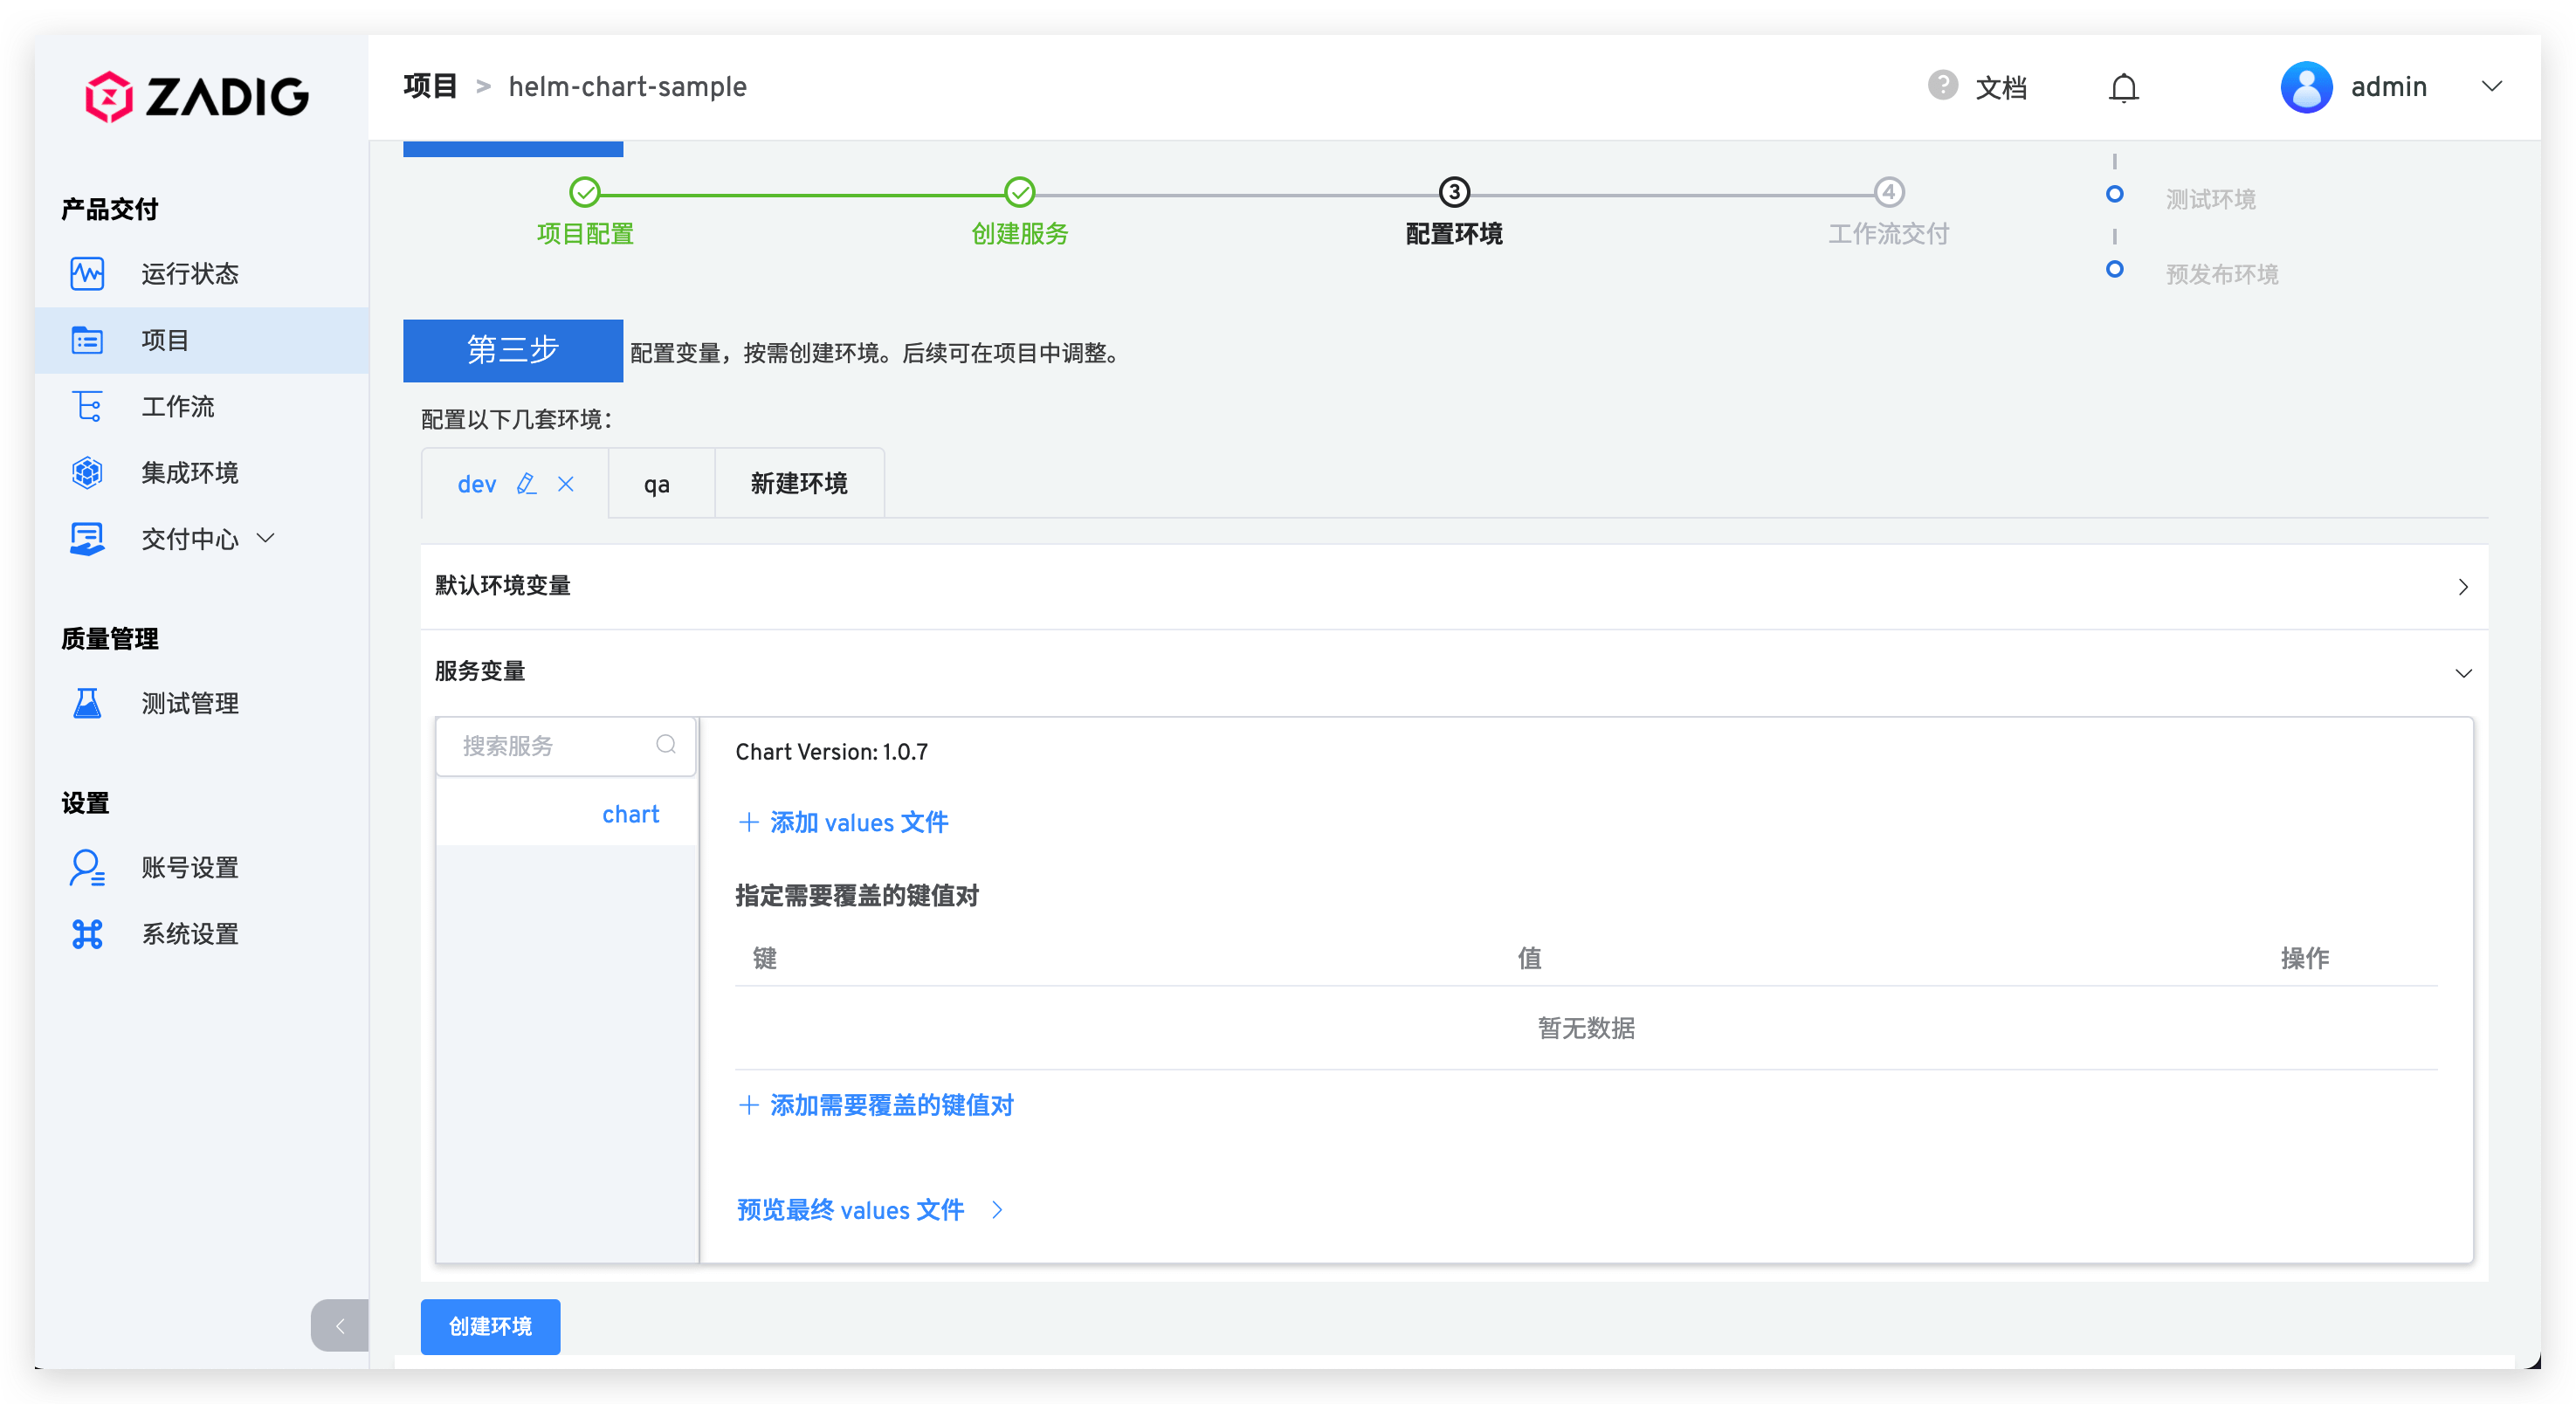 ZADIG
产品交付
运行状态
项目
工作流
集成环境
交付中心
质量管理
测试管理
设置
账号设置
系统设置
项目 > helm-chart-sample
? 文档
admin
项目配置
创建服务
3
配置环境
4
工作流交付
测试环境
预发布环境
第三步 配置变量，按需创建环境。后续可在项目中调整。
配置以下几套环境：
dev qa 新建环境
默认环境变量
服务变量
搜索服务
chart
Chart Version: 1.0.7
+ 添加 values 文件
指定需要覆盖的键值对
键 值 操作
暂无数据
+ 添加需要覆盖的键值对
预览最终 values 文件 >
创建环境